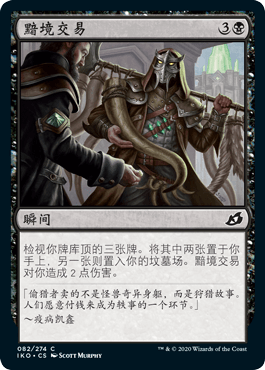 黯境交易 3
瞬间
检视你牌库顶的三张牌。将其中两张置于你
手上，另一张则置入你的坟墓场。黯境交易
对你造成2点伤害。
「偷猎者卖的不是怪兽奇异身躯，而是狩猎故事。
人们愿意付钱来成为轶事的一个环节。」
～疫病凯鑫
082/274 C
IKO • CS SCOTT MURPHY
™ & © 2020 Wizards of the Coast